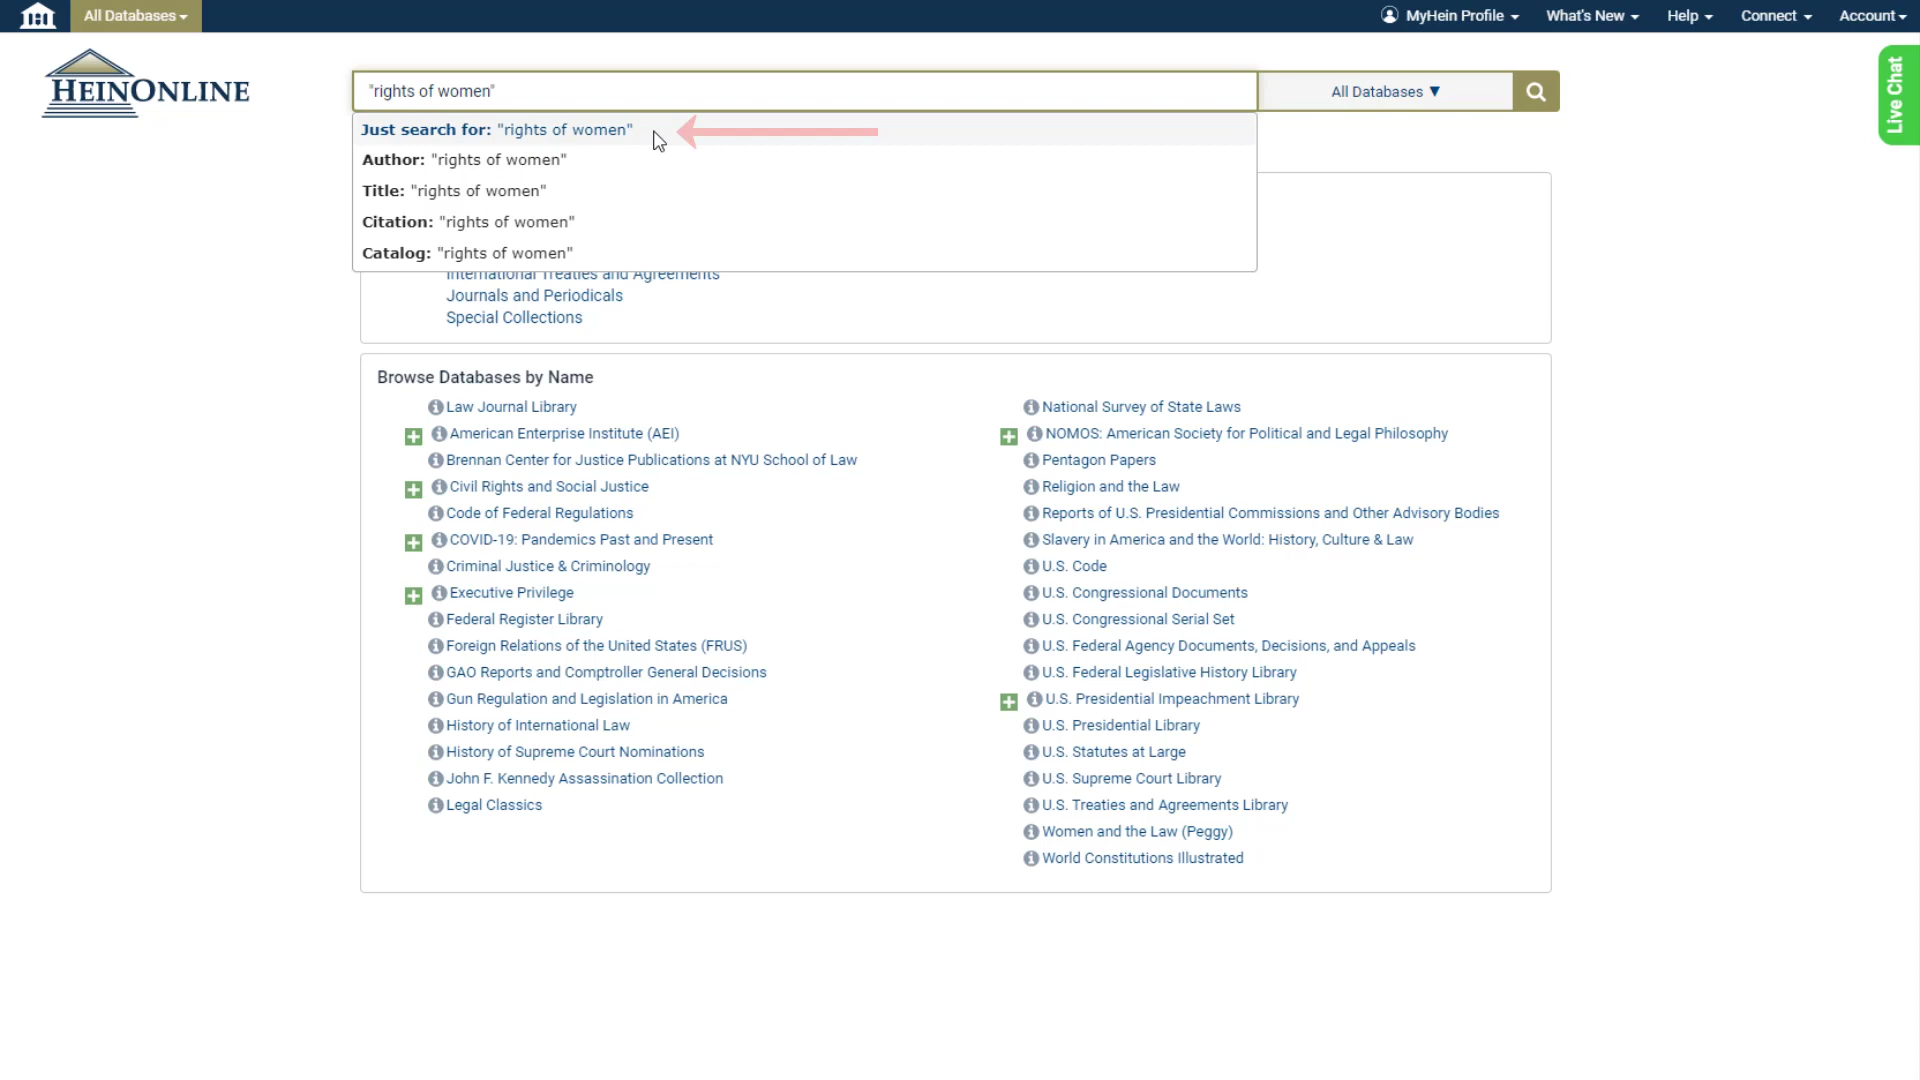 All Databases
MyHein Profile
What's New
Help
Connect
Account
HEINONLINE
"rights of women"
All Databases ▼
Live Chat
Just search for: "rights of women"
Author: "rights of women"
Title: "rights of women"
Citation: "rights of women"
Catalog: "rights of women"
International Treaties and Agreements
Journals and Periodicals
Special Collections
Browse Databases by Name
Law Journal Library
American Enterprise Institute (AEI)
Brennan Center for Justice Publications at NYU School of Law
Civil Rights and Social Justice
Code of Federal Regulations
COVID-19: Pandemics Past and Present
Criminal Justice & Criminology
Executive Privilege
Federal Register Library
Foreign Relations of the United States (FRUS)
GAO Reports and Comptroller General Decisions
Gun Regulation and Legislation in America
History of International Law
History of Supreme Court Nominations
John F. Kennedy Assassination Collection
Legal Classics
National Survey of State Laws
NOMOS: American Society for Political and Legal Philosophy
Pentagon Papers
Religion and the Law
Reports of U.S. Presidential Commissions and Other Advisory Bodies
Slavery in America and the World: History, Culture & Law
U.S. Code
U.S. Congressional Documents
U.S. Congressional Serial Set
U.S. Federal Agency Documents, Decisions, and Appeals
U.S. Federal Legislative History Library
U.S. Presidential Impeachment Library
U.S. Presidential Library
U.S. Statutes at Large
U.S. Supreme Court Library
U.S. Treaties and Agreements Library
Women and the Law (Peggy)
World Constitutions Illustrated